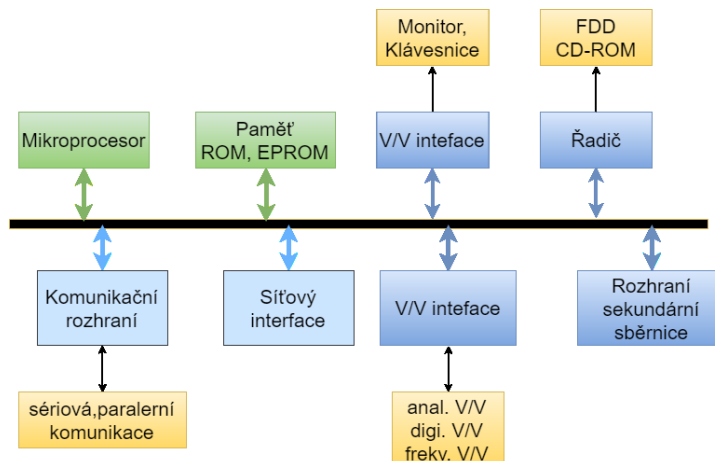 Monitor,
Klávesnice
FDD
CD-ROM
Mikroprocesor
Paměť
ROM, EPROM
V/V inteface
Řadič
Komunikační
rozhraní
Síťový
interface
V/V inteface
Rozhraní
sekundární
sběrnice
sériová,paralerní
komunikace
anal. V/V
digi. V/V
frekv. V/V